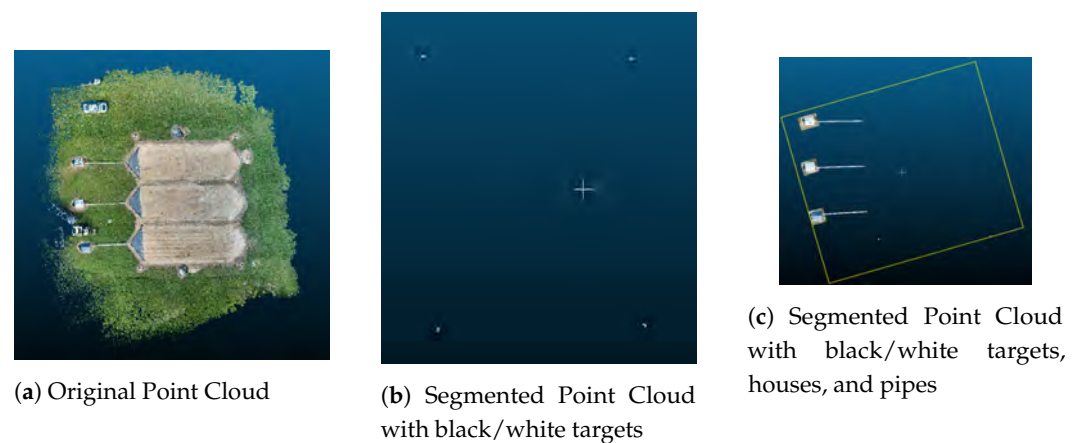 (a) Original Point Cloud
(b) Segmented Point Cloud
with black/white targets
(c) Segmented Point Cloud
with black/white targets,
houses, and pipes